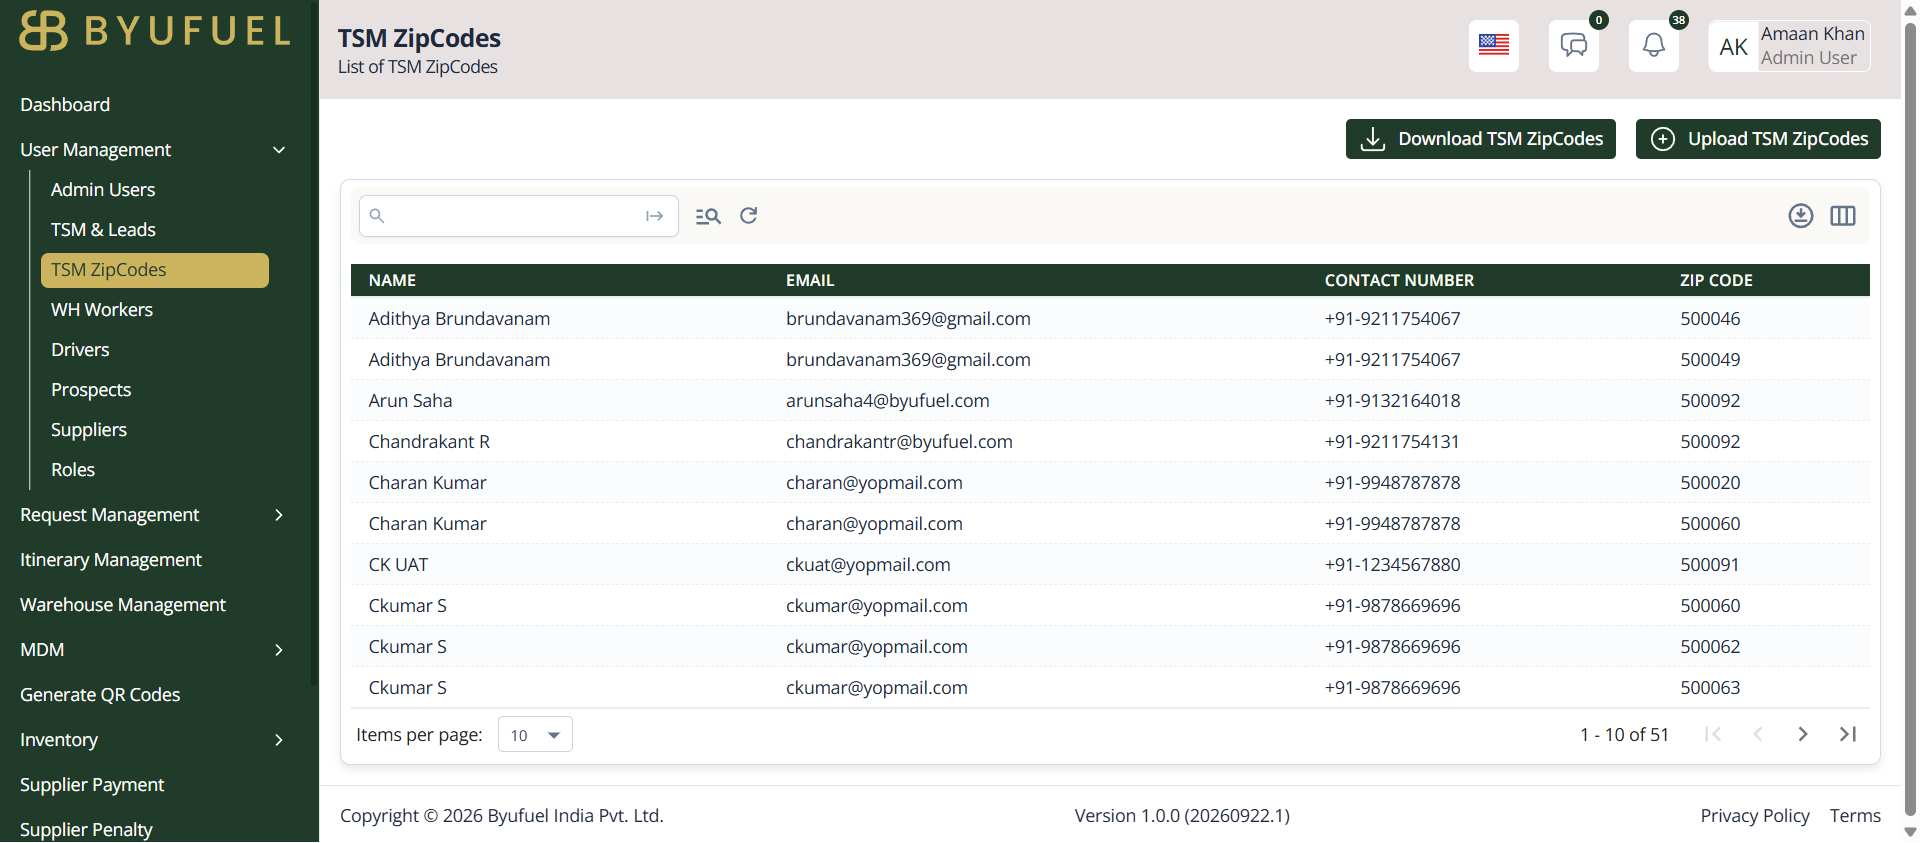 BYUFUEL
Dashboard
User Management
Admin Users
TSM & Leads
TSM ZipCodes
WH Workers
Drivers
Prospects
Suppliers
Roles
Request Management
Itinerary Management
Warehouse Management
MDM
Generate QR Codes
Inventory
Supplier Payment
Supplier Penalty
TSM ZipCodes
List of TSM ZipCodes
0
38
AK
Amaan Khan
Admin User
Download TSM ZipCodes
Upload TSM ZipCodes
NAME EMAIL CONTACT NUMBER ZIP CODE
Adithya Brundavanam brundavanam369@gmail.com +91-9211754067 500046
Adithya Brundavanam brundavanam369@gmail.com +91-9211754067 500049
Arun Saha arunsaha4@byufuel.com +91-9132164018 500092
Chandrakant R chandrakantr@byufuel.com +91-9211754131 500092
Charan Kumar charan@yopmail.com +91-9948787878 500020
Charan Kumar charan@yopmail.com +91-9948787878 500060
CK UAT ckuat@yopmail.com +91-1234567880 500091
Ckumar S ckumar@yopmail.com +91-9878669696 500060
Ckumar S ckumar@yopmail.com +91-9878669696 500062
Ckumar S ckumar@yopmail.com +91-9878669696 500063
Items per page: 10 1 - 10 of 51
Copyright © 2026 Byufuel India Pvt. Ltd. Version 1.0.0 (20260922.1) Privacy Policy Terms